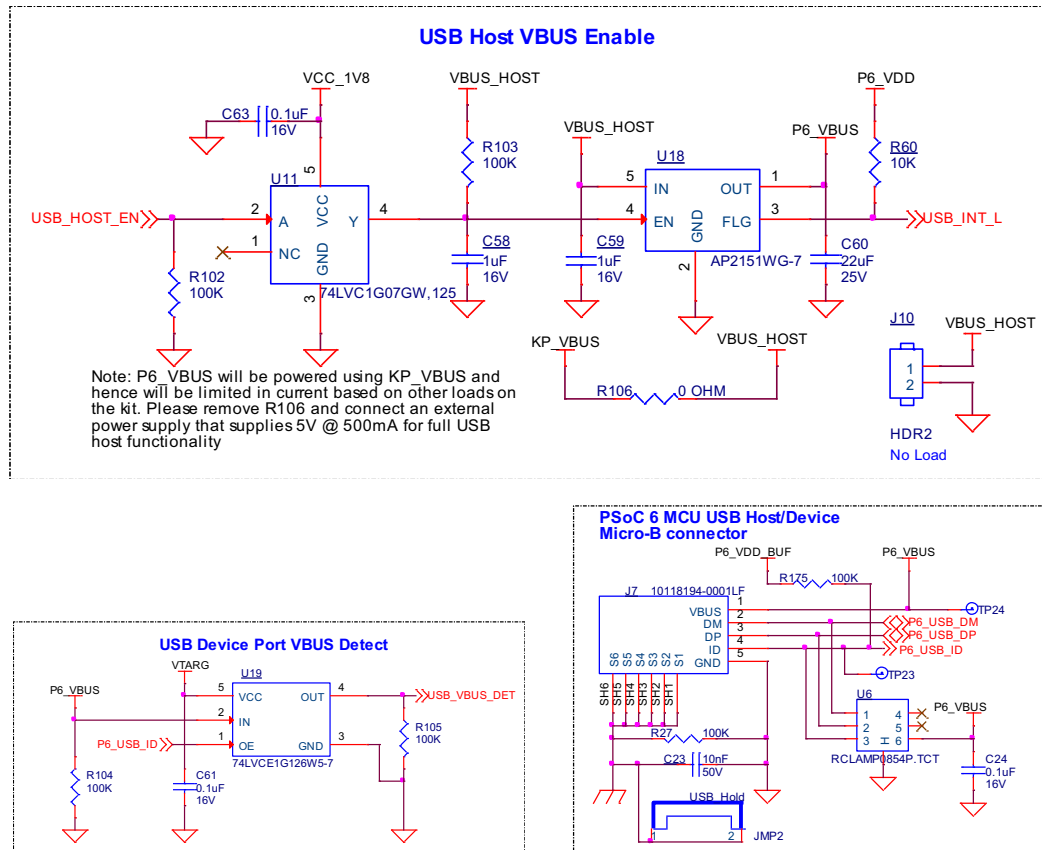 USB Host VBUS Enable
VCC_1V8
VBUS_HOST
P6_VDD
C63
0.1uF
16V
R103
100K
VBUS_HOST
P6_VBUS
R60
10K
U11
U18
5
VCC
USB_HOST_EN
2
A
Y
4
1
NC
GND
3
74LVC1G07GW,125
R102
100K
C58
1uF
16V
C59
1uF
16V
5
IN
OUT
1
4
EN
GND
FLG
3
2
AP2151WG-7
USB_INT_L
C60
22uF
25V
KP_VBUS
VBUS_HOST
R106
0 OHM
J10
VBUS_HOST
1
2
HDR2
No Load
Note: P6_VBUS will be powered using KP_VBUS and
hence will be limited in current based on other loads on
the kit. Please remove R106 and connect an external
power supply that supplies 5V @ 500mA for full USB
host functionality
USB Device Port VBUS Detect
VTARG
U19
P6_VBUS
5
VCC
OUT
4
USB_VBUS_DET
2
IN
P6_USB_ID
1
OE
GND
3
74LVCE1G126W5-7
R105
100K
R104
100K
C61
0.1uF
16V
PSoC 6 MCU USB Host/Device
Micro-B connector
P6_VDD_BUF
P6_VBUS
R175
100K
J7
10118194-0001LF
VBUS
1
TP24
DM
2
P6_USB_DM
DP
3
P6_USB_DP
ID
4
P6_USB_ID
GND
5
S6
S5
S4
S3
S2
S1
SH6
SH5
SH4
SH3
SH2
SH1
TP23
U6
1
4
2
5
3
6
H
RCLAMP0854P.TCT
P6_VBUS
C24
0.1uF
16V
R27
100K
C23
10nF
50V
USB_Hold
1
2
JMP2